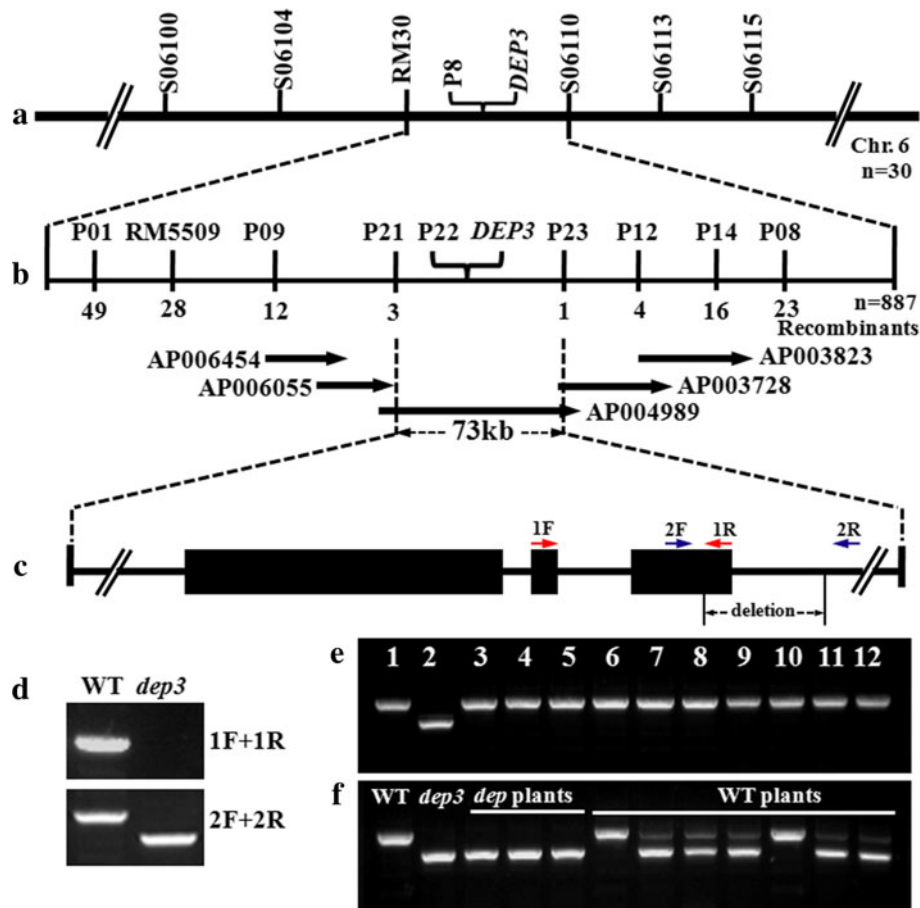 S06100 S06104 RM30 P8 DEP3 S06110 S06113 S06115
a
Chr. 6
n=30
P01 RM5509 P09 P21 P22 DEP3 P23 P12 P14 P08
b
49 28 12 3 1 4 16 23
n=887
Recombinants
AP006454 AP003823
AP006055 AP003728
AP004989
73kb
1F 2F 1R 2R
c
deletion
d
WT dep3
1F+1R
2F+2R
e
1 2 3 4 5 6 7 8 9 10 11 12
f
WT dep3 dep plants WT plants